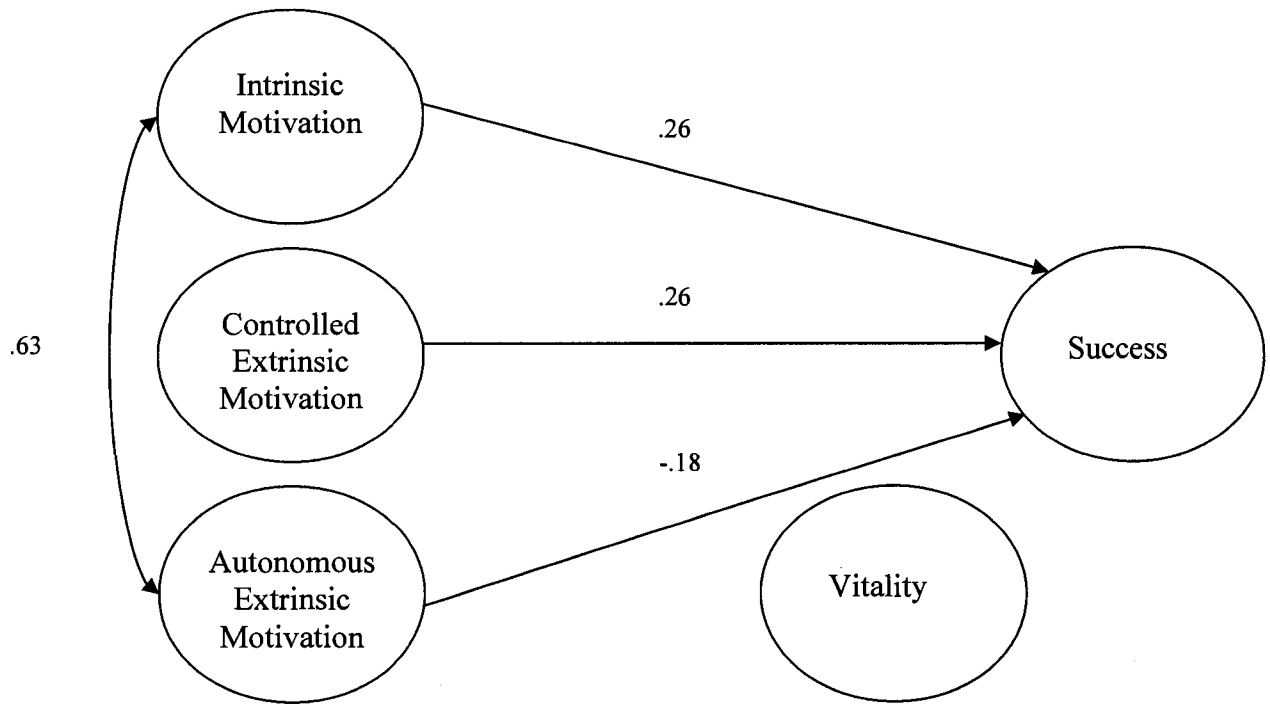 Intrinsic
Motivation
.26
.26
Controlled
Extrinsic
Motivation
.63
Success
-.18
Autonomous
Extrinsic
Motivation
Vitality